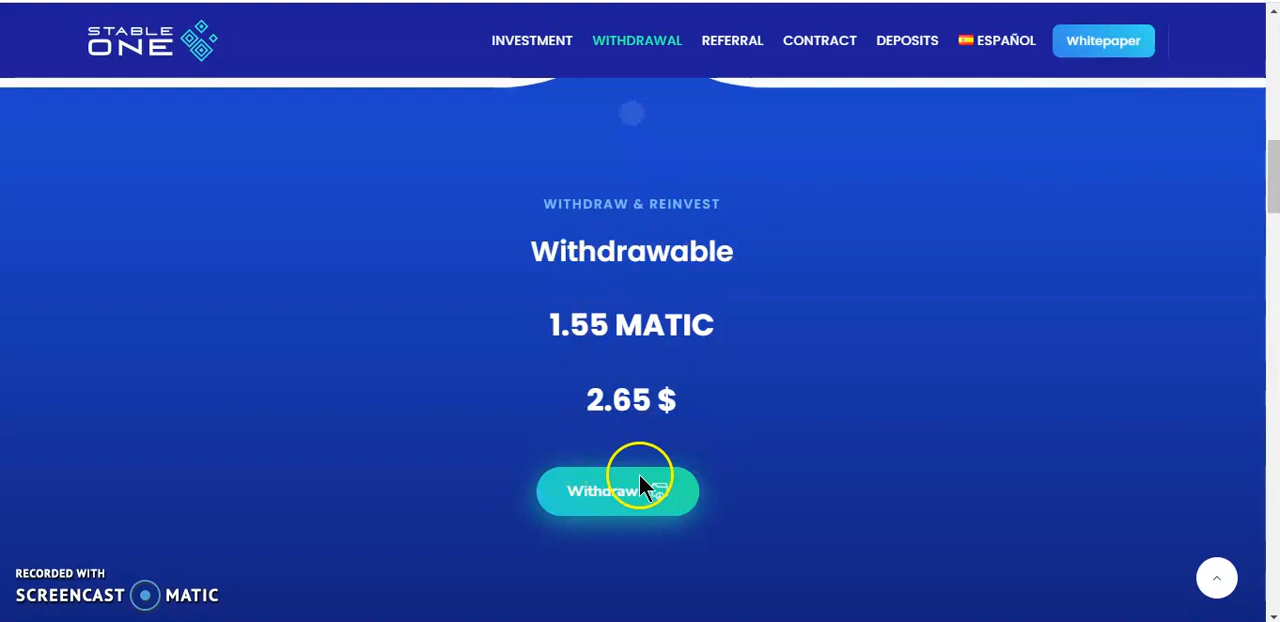 STABLE
ONE
INVESTMENT WITHDRAWAL REFERRAL CONTRACT DEPOSITS ESPAÑOL Whitepaper
WITHDRAW & REINVEST
Withdrawable
1.55 MATIC
2.65 $
Withdraw
RECORDED WITH
SCREENCAST MATIC